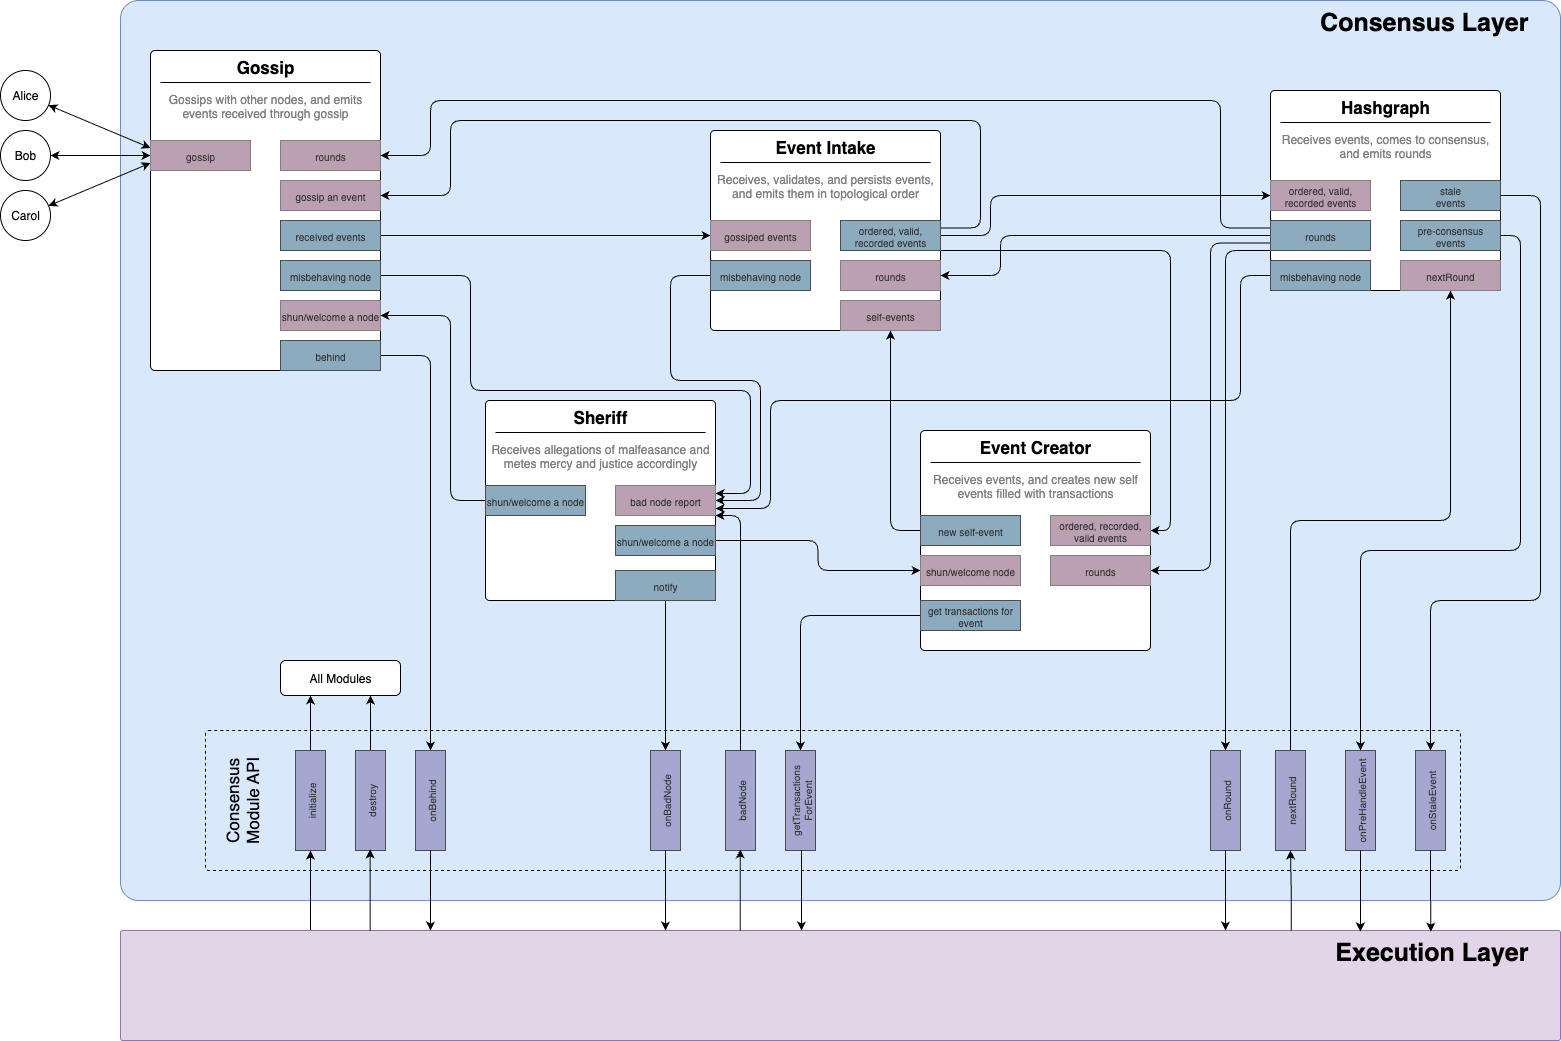 Consensus Layer
Alice
Bob
Carol
Gossip
Gossips with other nodes, and emits
events received through gossip
gossip
rounds
gossip an event
received events
misbehaving node
shun/welcome a node
behind
Event Intake
Receives, validates, and persists events,
and emits them in topological order
gossiped events
ordered, valid,
recorded events
misbehaving node
rounds
self-events
Hashgraph
Receives events, comes to consensus,
and emits rounds
ordered, valid,
recorded events
stale
events
rounds
pre-consensus
events
misbehaving node
nextRound
Sheriff
Receives allegations of malfeasance and
metes mercy and justice accordingly
shun/welcome a node
bad node report
shun/welcome a node
notify
Event Creator
Receives events, and creates new self
events filled with transactions
new self-event
ordered, recorded,
valid events
shun/welcome node
rounds
get transactions for
event
All Modules
Consensus
Module API
initialize
destroy
onBehind
onBadNode
badNode
getTransactions
ForEvent
onRound
nextRound
onPreHandleEvent
onStaleEvent
Execution Layer